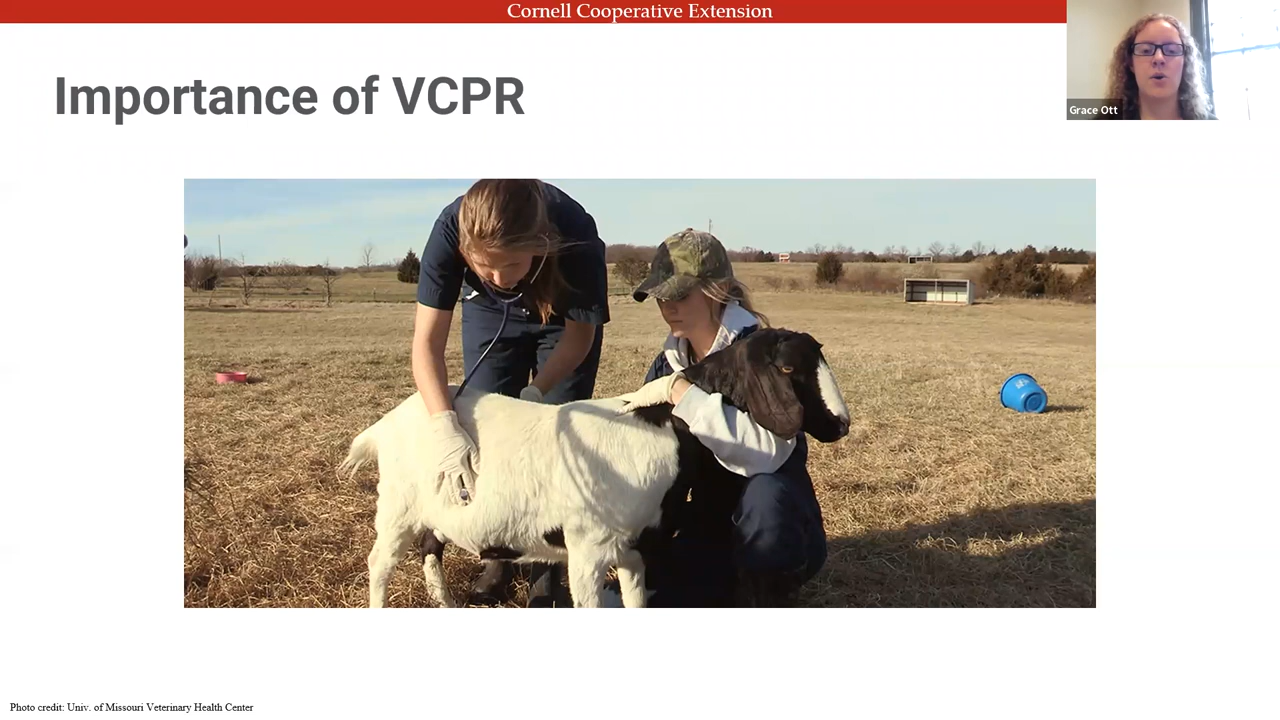 Cornell Cooperative Extension
Importance of VCPR
Grace Ott
Photo credit: Univ. of Missouri Veterinary Health Center